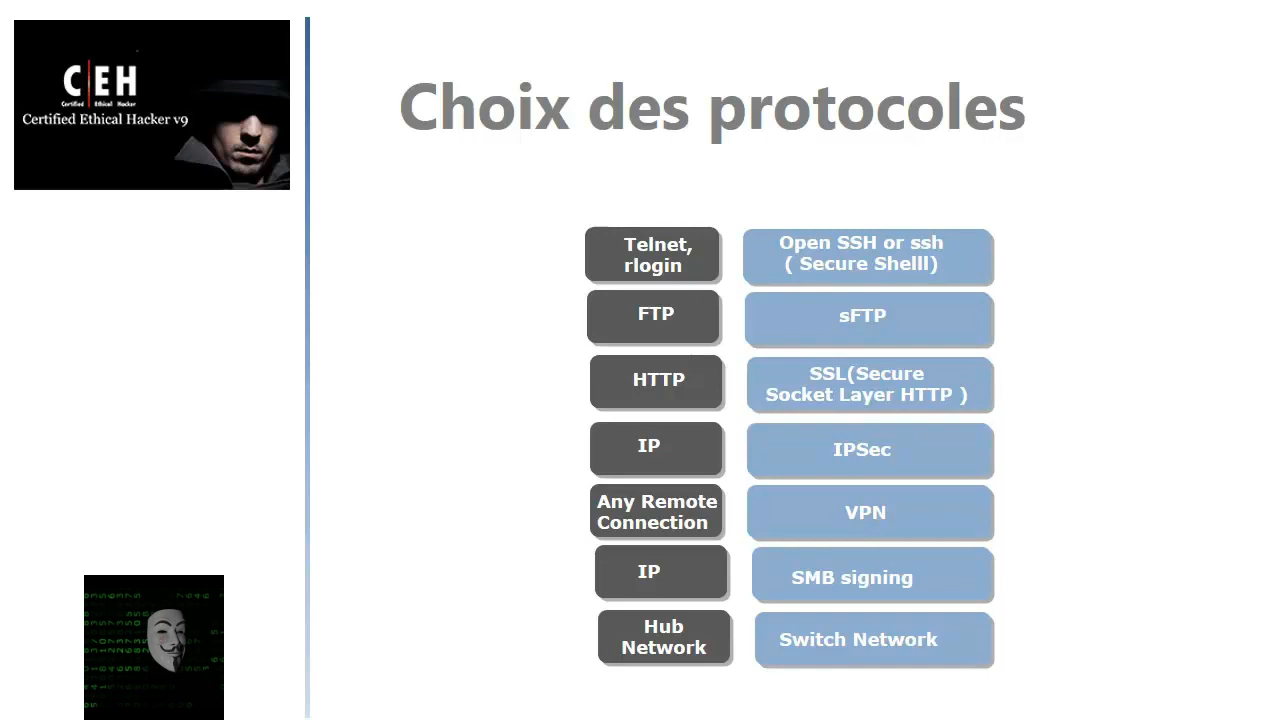 C|EH
Certified Ethical Hacker
Certified Ethical Hacker v9
Choix des protocoles
Telnet,
rlogin
Open SSH or ssh
( Secure Shelll)
FTP
sFTP
HTTP
SSL(Secure
Socket Layer HTTP )
IP
IPSec
Any Remote
Connection
VPN
IP
SMB signing
Hub
Network
Switch Network